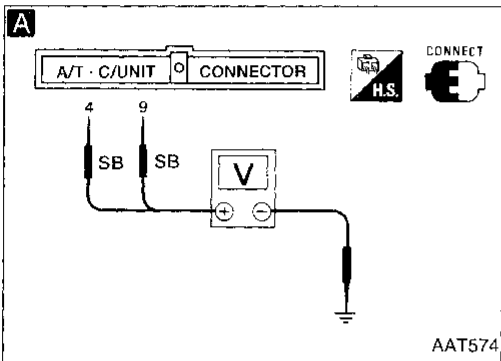 A
CONNECT
A/T · C/UNIT CONNECTOR
H.S.
4 9
SB SB
V
+ −
AAT574